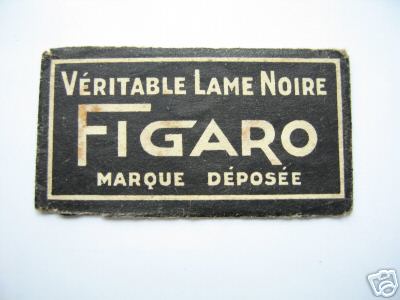 VÉRITABLE LAME NOIRE
FIGARO
MARQUE DÉPOSÉE